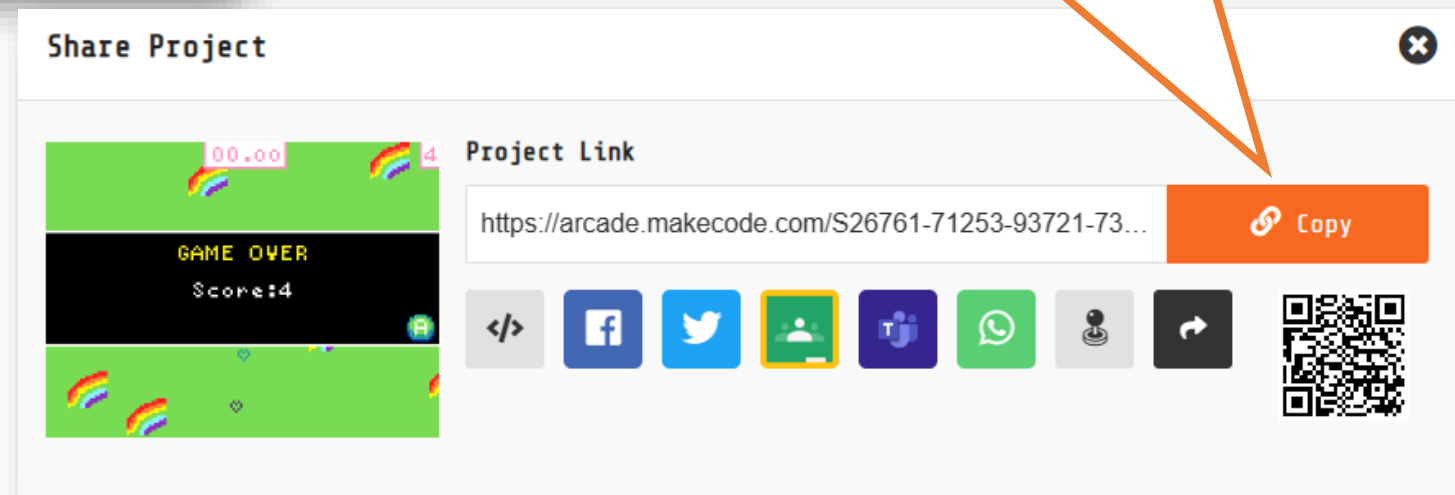 Share Project
00.00
4
GAME OVER
Score:4
A
Project Link
https://arcade.makecode.com/S26761-71253-93721-73...
Copy
</>
f
T